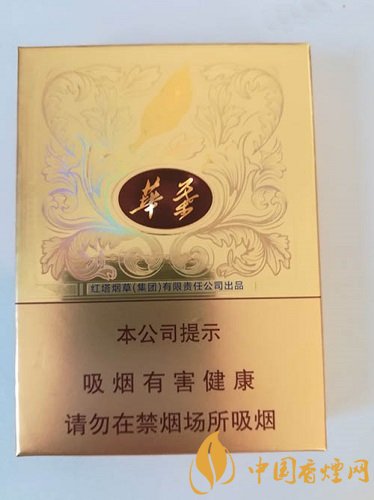 華葉
红塔烟草(集团)有限责任公司出品
本公司提示
吸烟有害健康
请勿在禁烟场所吸烟
中国香煙网